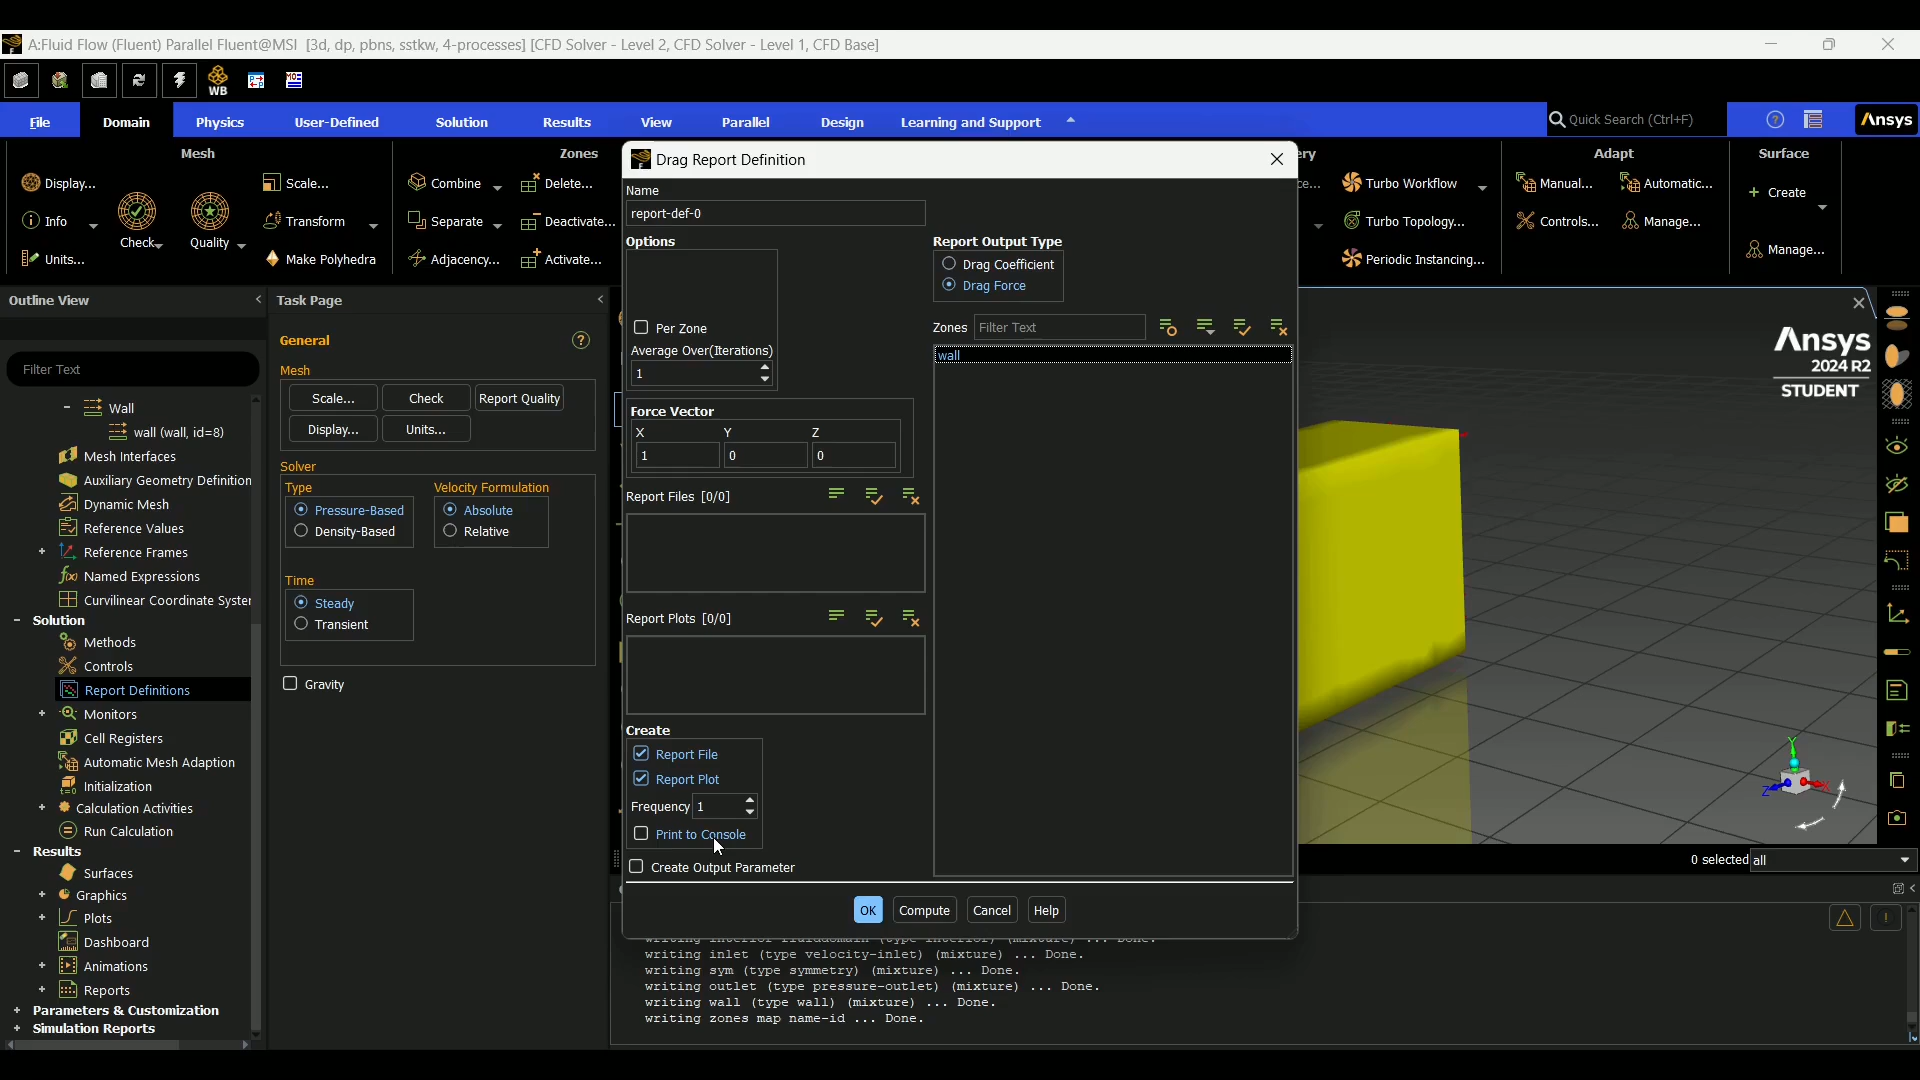 A:Fluid Flow (Fluent) Parallel Fluent@MSI [3d, dp, pbns, sstkw, 4-processes] [CFD Solver - Level 2, CFD Solver - Level 1, CFD Base]
WB
File Domain Physics User-Defined Solution Results View Parallel Design Learning and Support Quick Search (Ctrl+F) Ansys
Mesh
Display...
Info
Units...
Check
Quality
Scale...
Transform
Make Polyhedra
Zones
Combine
Delete...
Separate
Deactivate...
Adjacency...
Activate...
Turbo Workflow
Turbo Topology...
Periodic Instancing...
Adapt
Manual...
Automatic...
Controls...
Manage...
Surface
Create
Manage...
Outline View
Filter Text
Wall
wall (wall, id=8)
Mesh Interfaces
Auxiliary Geometry Definition
Dynamic Mesh
Reference Values
Reference Frames
Named Expressions
Curvilinear Coordinate Syste
Solution
Methods
Controls
Report Definitions
Monitors
Cell Registers
Automatic Mesh Adaption
Initialization
Calculation Activities
Run Calculation
Results
Surfaces
Graphics
Plots
Dashboard
Animations
Reports
Parameters & Customization
Simulation Reports
Task Page
General
Mesh
Scale... Check Report Quality
Display... Units...
Solver
Type
Pressure-Based
Density-Based
Velocity Formulation
Absolute
Relative
Time
Steady
Transient
Gravity
Drag Report Definition
Name
report-def-0
Options
Per Zone
Average Over(Iterations)
1
Force Vector
X Y Z
1 0 0
Report Files [0/0]
Report Plots [0/0]
Create
Report File
Report Plot
Frequency 1
Print to Console
Create Output Parameter
Report Output Type
Drag Coefficient
Drag Force
Zones Filter Text
wall
OK Compute Cancel Help
Ansys
2024 R2
STUDENT
Y
X
Z
0 selected all
writing inlet (type velocity-inlet) (mixture) ... Done.
writing sym (type symmetry) (mixture) ... Done.
writing outlet (type pressure-outlet) (mixture) ... Done.
writing wall (type wall) (mixture) ... Done.
writing zones map name-id ... Done.